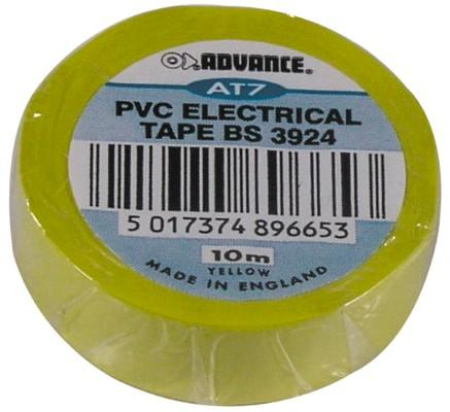 ADVANCE®
AT7
PVC ELECTRICAL
TAPE BS 3924
5 017374 896653
10m
YELLOW
MADE IN ENGLAND